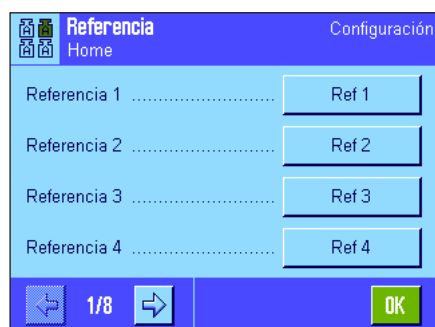 Referencia
Configuración
Home
Referencia 1 ........................... Ref 1
Referencia 2 ........................... Ref 2
Referencia 3 ........................... Ref 3
Referencia 4 ........................... Ref 4
1/8
OK